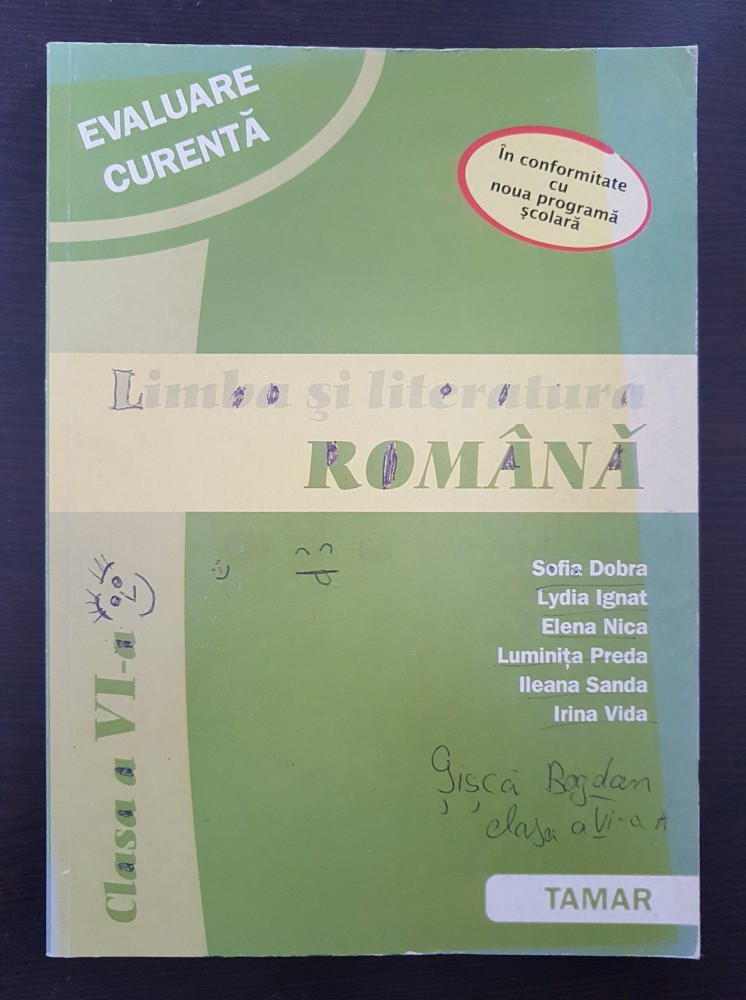 EVALUARE
CURENTĂ
În conformitate
cu
noua programă
școlară
Limba și literatura
ROMÂNĂ
Clasa a VI-a
Sofia Dobra
Lydia Ignat
Elena Nica
Luminița Preda
Ileana Sanda
Irina Vida
Gișcă Bogdan
clasa a VI-a A
TAMAR